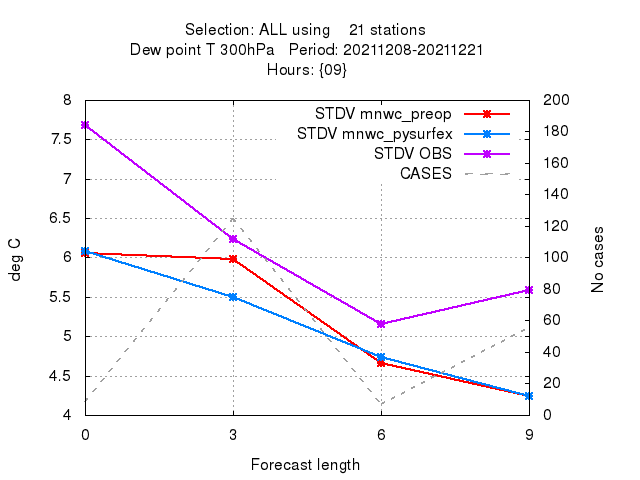 Selection: ALL using    21 stations
Dew point T 300hPa   Period: 20211208-20211221
Hours: {09}
STDV mnwc_preop
STDV mnwc_pysurfex
STDV OBS
CASES
8
7.5
7
6.5
6
5.5
5
4.5
4
200
180
160
140
120
100
80
60
40
20
0
deg C
No cases
0 3 6 9
Forecast length